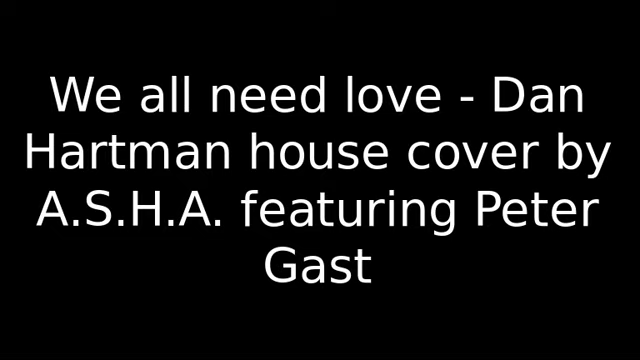 We all need love - Dan
Hartman house cover by
A.S.H.A. featuring Peter
Gast